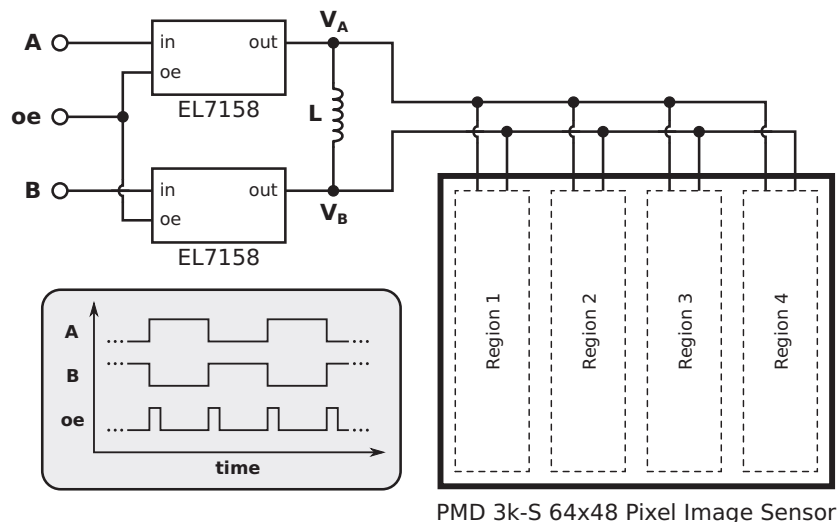 A
in
out
oe
EL7158
V_A
oe
L
B
in
out
oe
EL7158
V_B
Region 1
Region 2
Region 3
Region 4
PMD 3k-S 64x48 Pixel Image Sensor
A
B
oe
time